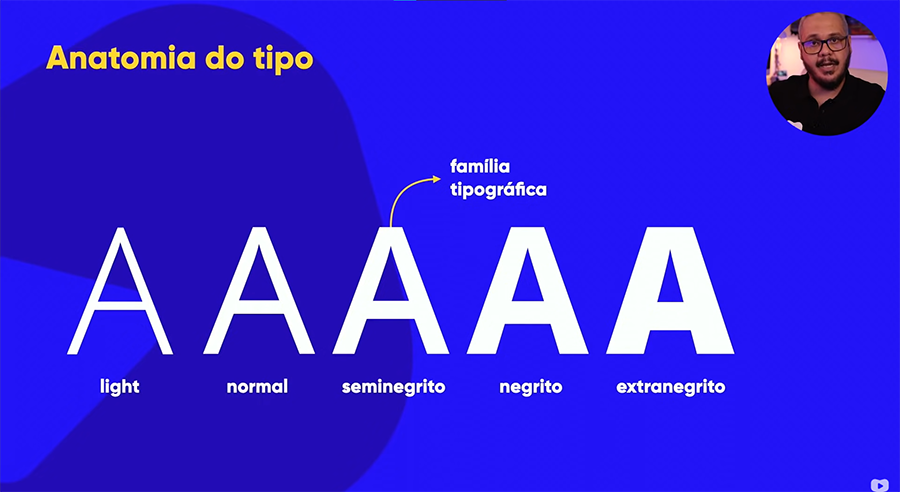 Anatomia do tipo
família
tipográfica
A A A A A
light normal seminegrito negrito extranegrito